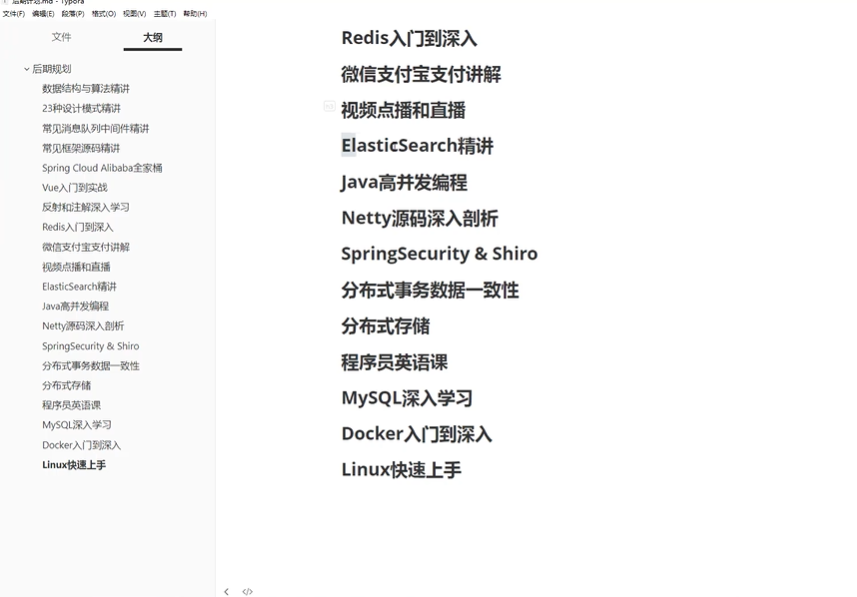 后期计划.md - Typora
文件(F) 编辑(E) 段落(P) 格式(O) 视图(V) 主题(T) 帮助(H)
文件 大纲
后期规划
数据结构与算法精讲
23种设计模式精讲
常见消息队列中间件精讲
常见框架源码精讲
Spring Cloud Alibaba全家桶
Vue入门到实战
反射和注解深入学习
Redis入门到深入
微信支付宝支付讲解
视频点播和直播
ElasticSearch精讲
Java高并发编程
Netty源码深入剖析
SpringSecurity & Shiro
分布式事务数据一致性
分布式存储
程序员英语课
MySQL深入学习
Docker入门到深入
Linux快速上手
Redis入门到深入
微信支付宝支付讲解
视频点播和直播
ElasticSearch精讲
Java高并发编程
Netty源码深入剖析
SpringSecurity & Shiro
分布式事务数据一致性
分布式存储
程序员英语课
MySQL深入学习
Docker入门到深入
Linux快速上手